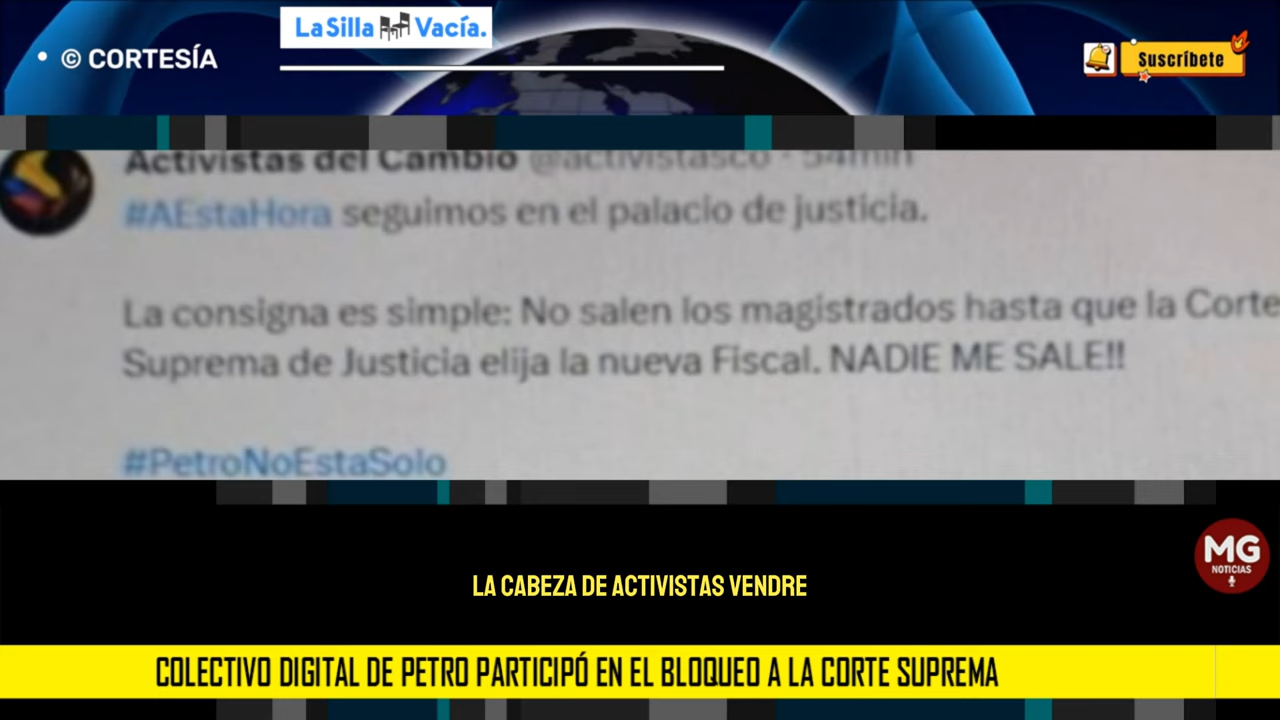 LaSilla Vacía.
• © CORTESÍA
Suscríbete
Activistas del Cambio @activistasco · 54min
#AEstaHora seguimos en el palacio de justicia.
La consigna es simple: No salen los magistrados hasta que la Corte
Suprema de Justicia elija la nueva Fiscal. NADIE ME SALE!!
#PetroNoEstaSolo
MG
NOTICIAS
LA CABEZA DE ACTIVISTAS VENDRE
COLECTIVO DIGITAL DE PETRO PARTICIPÓ EN EL BLOQUEO A LA CORTE SUPREMA